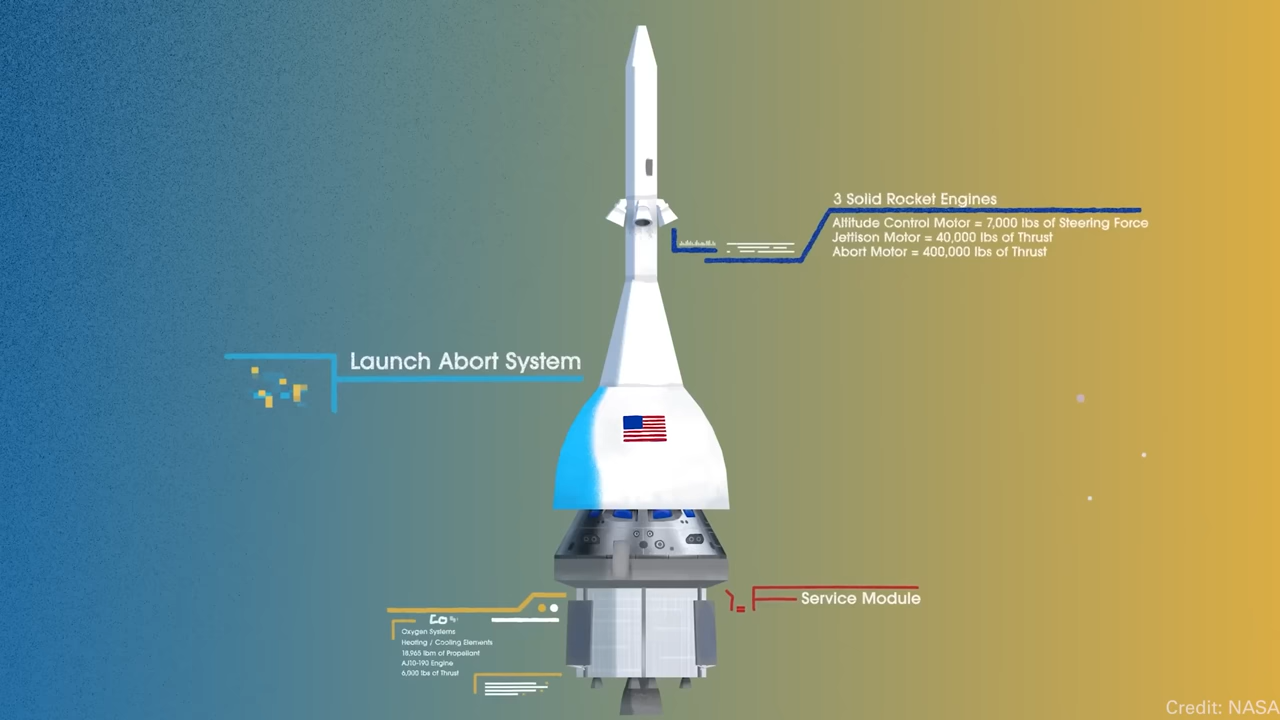 3 Solid Rocket Engines
Altitude Control Motor = 7,000 lbs of Steering Force
Jettison Motor = 40,000 lbs of Thrust
Abort Motor = 400,000 lbs of Thrust
Launch Abort System
Service Module
Oxygen Systems
Heating / Cooling Elements
18,965 lbm of Propellant
AJ10-190 Engine
6,000 lbs of Thrust
Credit: NASA